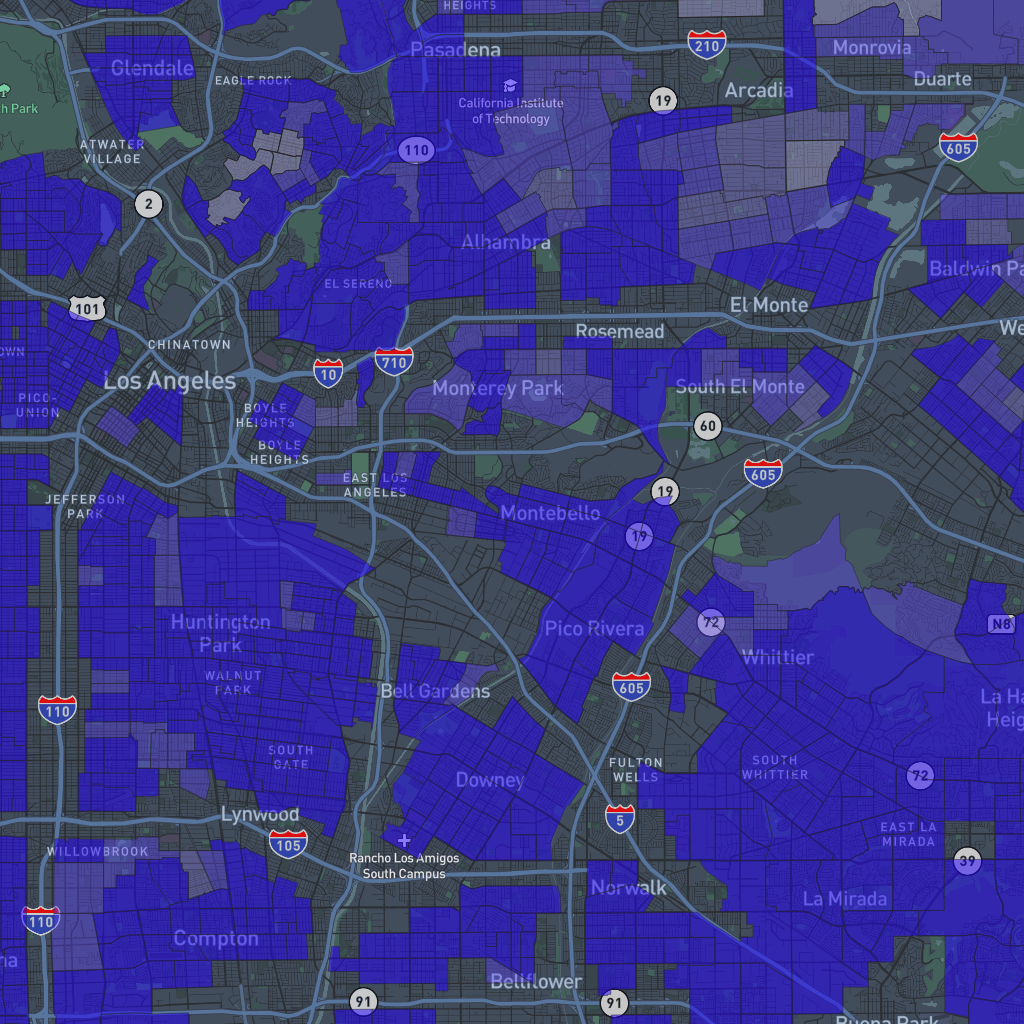 HEIGHTS
Pasadena
210
Monrovia
Glendale
EAGLE ROCK
Duarte
Arcadia
California Institute
of Technology
19
h Park
ATWATER
VILLAGE
110
605
2
Alhambra
Baldwin Pa
EL SERENO
101
El Monte
Rosemead
We
CHINATOWN
OWN
710
10
Los Angeles
Monterey Park
South El Monte
PICO-
UNION
BOYLE
HEIGHTS
60
BOYLE
HEIGHTS
605
EAST LOS
ANGELES
19
JEFFERSON
PARK
Montebello
19
Huntington
Park
Pico Rivera
72
N8
Whittier
WALNUT
PARK
Bell Gardens
605
La Ha
Heig
110
SOUTH
GATE
Downey
FULTON
WELLS
SOUTH
WHITTIER
72
Lynwood
5
105
EAST LA
MIRADA
WILLOWBROOK
Rancho Los Amigos
South Campus
39
Norwalk
La Mirada
110
Compton
na
Bellflower
91
91
Buena Park